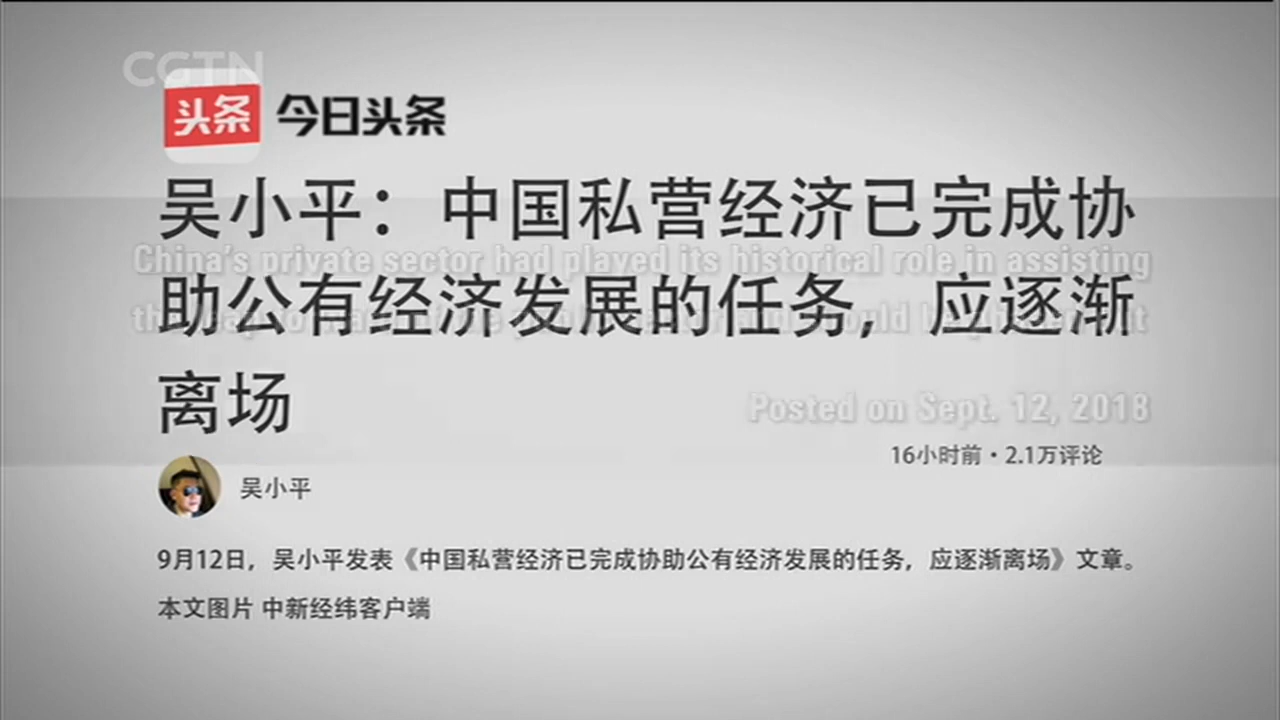 CGTN
头条 今日头条
吴小平：中国私营经济已完成协
China's private sector had played its historical role in assisting
助公有经济发展的任务，应逐渐
离场
Posted on Sept. 12, 2018
16小时前・2.1万评论
吴小平
9月12日，吴小平发表《中国私营经济已完成协助公有经济发展的任务，应逐渐离场》文章。
本文图片 中新经纬客户端